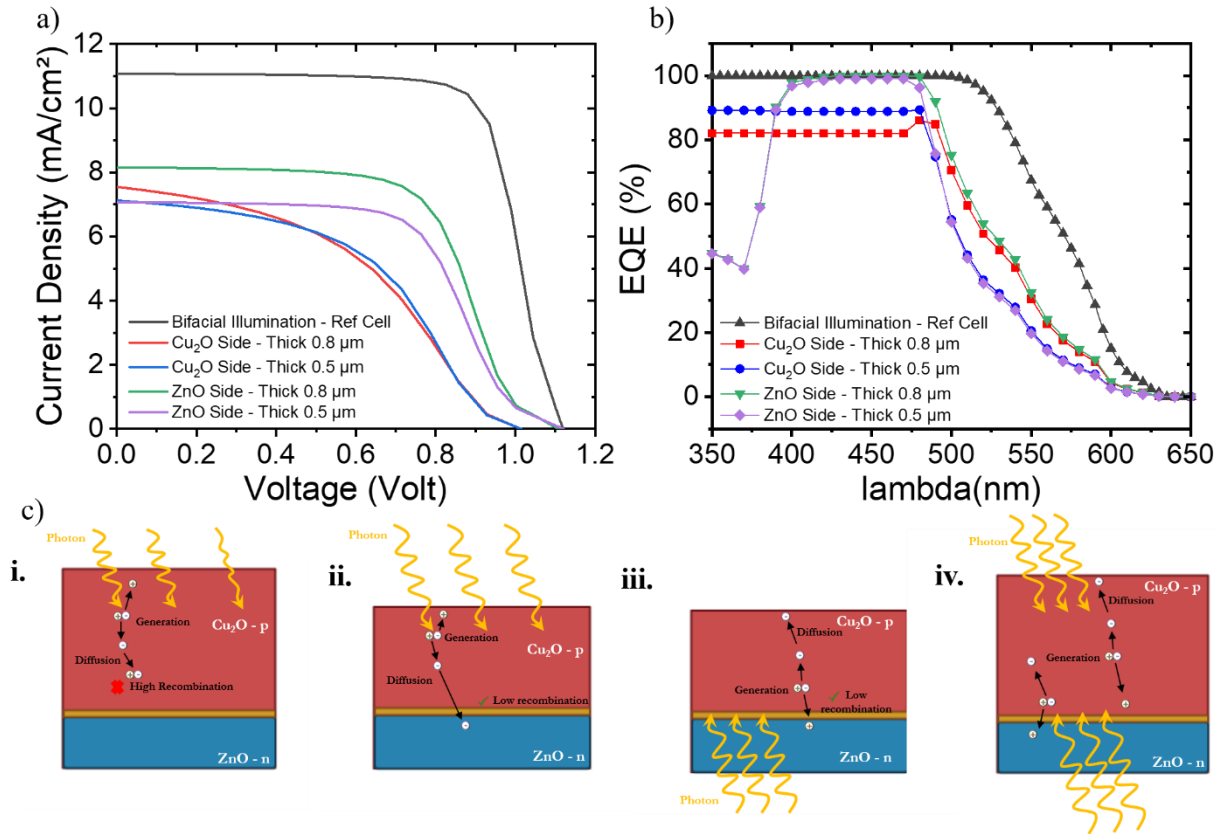 a)
Current Density (mA/cm²)
12
10
8
6
4
2
0
0.0 0.2 0.4 0.6 0.8 1.0 1.2
Voltage (Volt)
Bifacial Illumination - Ref Cell
Cu₂O Side - Thick 0.8 µm
Cu₂O Side - Thick 0.5 µm
ZnO Side - Thick 0.8 µm
ZnO Side - Thick 0.5 µm
b)
EQE (%)
100
80
60
40
20
0
350 400 450 500 550 600 650
lambda(nm)
Bifacial Illumination - Ref Cell
Cu₂O Side - Thick 0.8 µm
Cu₂O Side - Thick 0.5 µm
ZnO Side - Thick 0.8 µm
ZnO Side - Thick 0.5 µm
c)
i.
Photon
+
+ -
Generation
Cu₂O - p
-
Diffusion
+ -
High Recombination
ZnO - n
ii.
Photon
+
+ -
Generation
Cu₂O - p
-
Diffusion
Low recombination
-
ZnO - n
iii.
Cu₂O - p
-
Diffusion
-
Generation
+ -
Low
recombination
+
ZnO - n
Photon
iv.
Photon
-
Cu₂O - p
Diffusion
-
Generation
+ -
-
+ -
+
+
ZnO - n